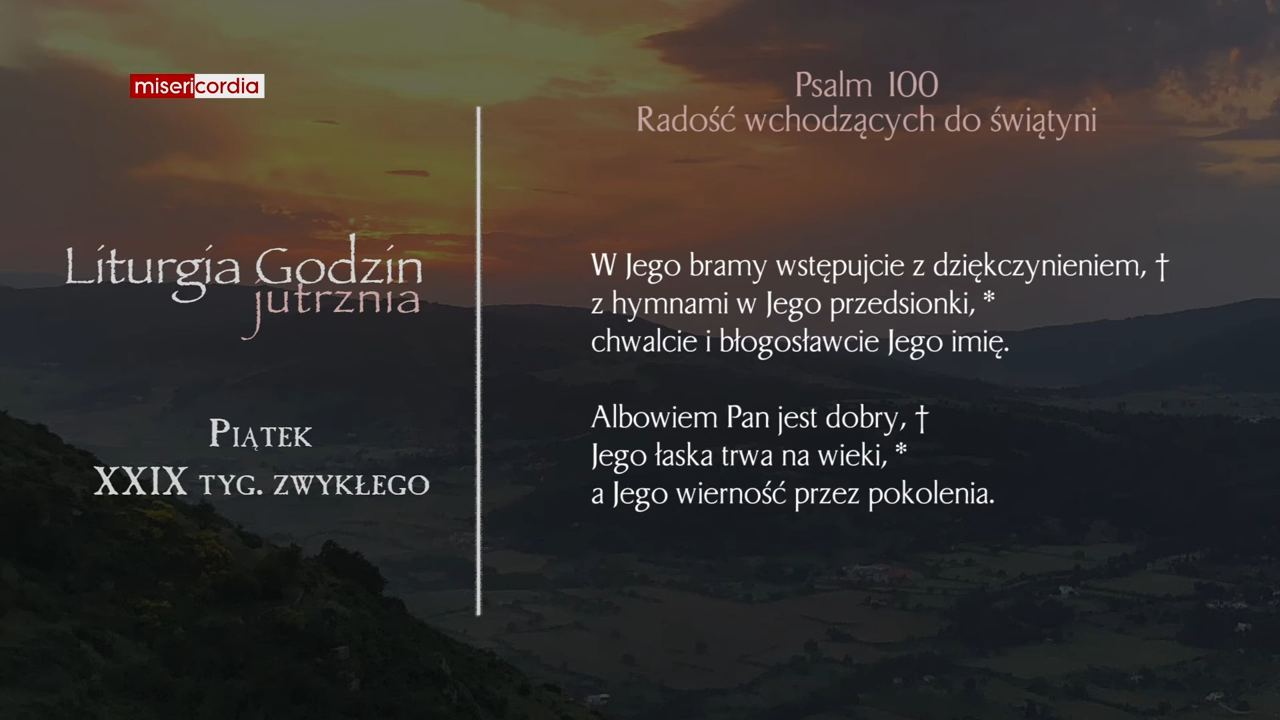 misericordia
Liturgia Godzin
jutrznia
Piątek
XXIX tyg. zwykłego
Psalm 100
Radość wchodzących do świątyni
W Jego bramy wstępujcie z dziękczynieniem, †
z hymnami w Jego przedsionki, *
chwalcie i błogosławcie Jego imię.
Albowiem Pan jest dobry, †
Jego łaska trwa na wieki, *
a Jego wierność przez pokolenia.